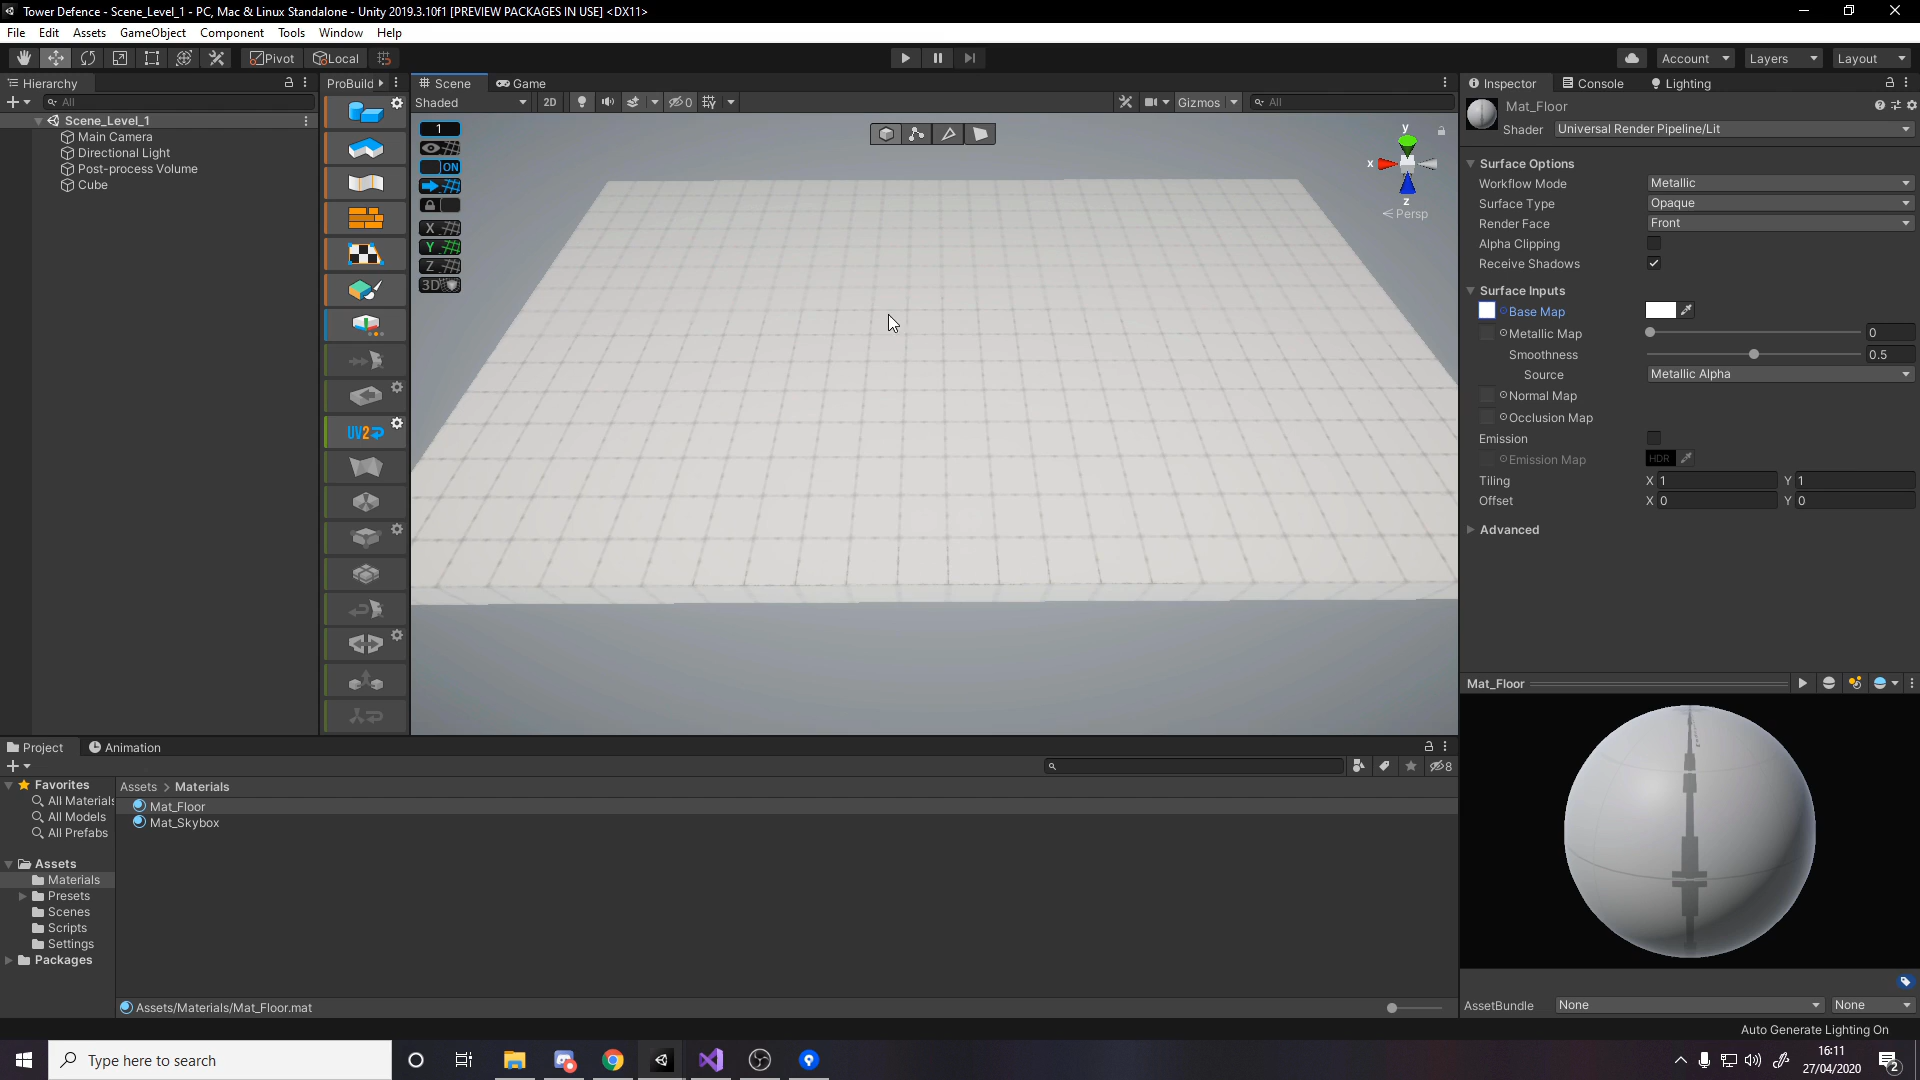 Tower Defence - Scene_Level_1 - PC, Mac & Linux Standalone - Unity 2019.3.10f1 [PREVIEW PACKAGES IN USE] <DX11>
File Edit Assets GameObject Component Tools Window Help
Pivot Local Account Layers Layout
Hierarchy ProBuild Scene Game Inspector Console Lighting
All Shaded 2D 0 Gizmos All
Scene_Level_1
Main Camera
Directional Light
Post-process Volume
Cube
1
ON
X
Y
Z
3D
y
x
z
Persp
UV2
Mat_Floor
Shader Universal Render Pipeline/Lit
Surface Options
Workflow Mode Metallic
Surface Type Opaque
Render Face Front
Alpha Clipping
Receive Shadows
Surface Inputs
Base Map
Metallic Map 0
Smoothness 0.5
Source Metallic Alpha
Normal Map
Occlusion Map
Emission
Emission Map HDR
Tiling X 1 Y 1
Offset X 0 Y 0
Advanced
Mat_Floor
AssetBundle None None
Project Animation
8
Favorites
All Materials
All Models
All Prefabs
Assets
Materials
Presets
Scenes
Scripts
Settings
Packages
Assets > Materials
Mat_Floor
Mat_Skybox
Assets/Materials/Mat_Floor.mat
Auto Generate Lighting On
Type here to search
16:11
27/04/2020
2